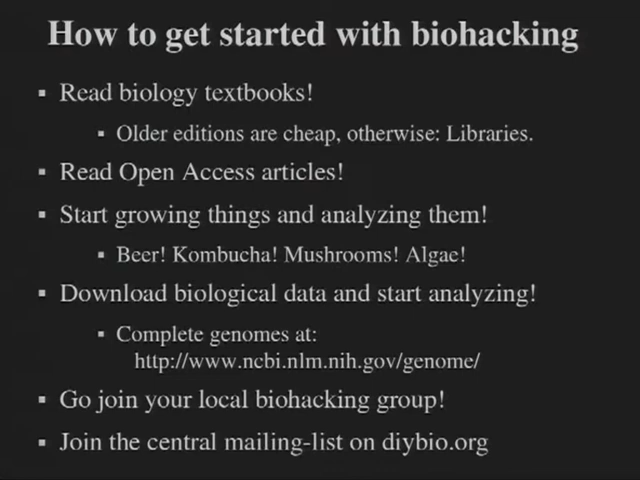 How to get started with biohacking
▪ Read biology textbooks!
▪ Older editions are cheap, otherwise: Libraries.
▪ Read Open Access articles!
▪ Start growing things and analyzing them!
▪ Beer! Kombucha! Mushrooms! Algae!
▪ Download biological data and start analyzing!
▪ Complete genomes at:
http://www.ncbi.nlm.nih.gov/genome/
▪ Go join your local biohacking group!
▪ Join the central mailing-list on diybio.org